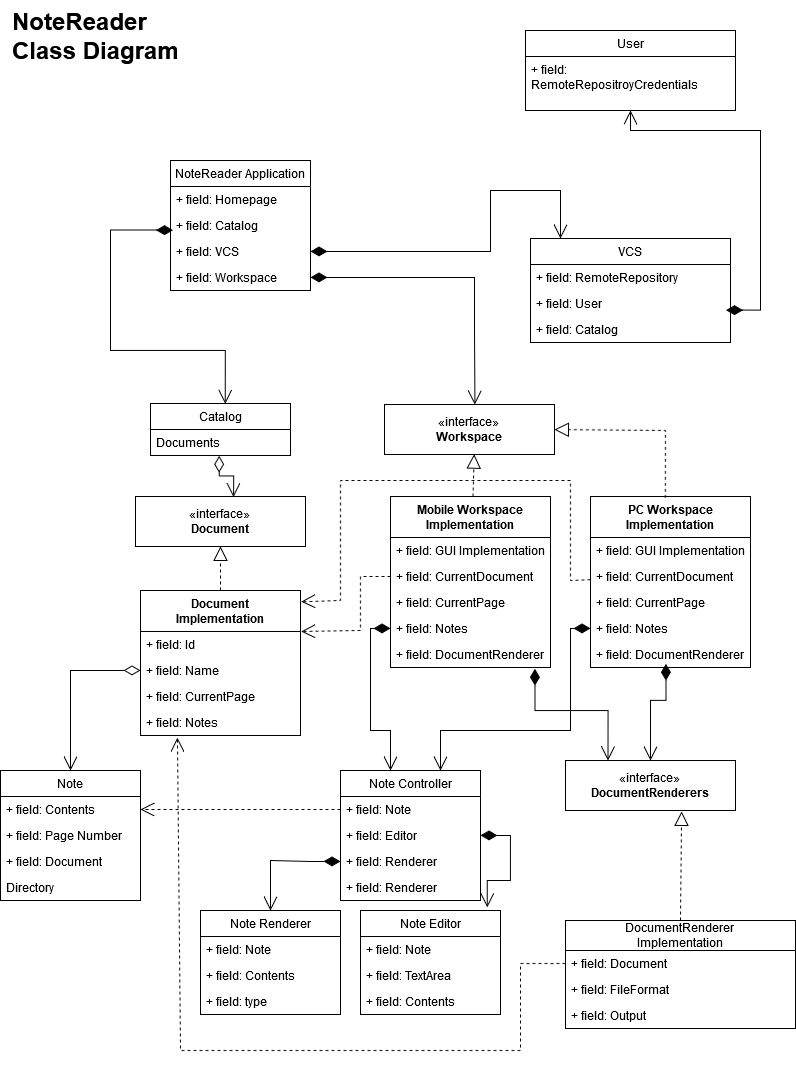 NoteReader
Class Diagram
User
+ field:
RemoteRepositroyCredentials
NoteReader Application
+ field: Homepage
+ field: Catalog
+ field: VCS
+ field: Workspace
VCS
+ field: RemoteRepository
+ field: User
+ field: Catalog
Catalog
Documents
«interface»
Workspace
«interface»
Document
Mobile Workspace
Implementation
+ field: GUI Implementation
+ field: CurrentDocument
+ field: CurrentPage
+ field: Notes
+ field: DocumentRenderer
PC Workspace
Implementation
+ field: GUI Implementation
+ field: CurrentDocument
+ field: CurrentPage
+ field: Notes
+ field: DocumentRenderer
Document
Implementation
+ field: Id
+ field: Name
+ field: CurrentPage
+ field: Notes
Note
+ field: Contents
+ field: Page Number
+ field: Document
Directory
Note Controller
+ field: Note
+ field: Editor
+ field: Renderer
+ field: Renderer
«interface»
DocumentRenderers
Note Renderer
+ field: Note
+ field: Contents
+ field: type
Note Editor
+ field: Note
+ field: TextArea
+ field: Contents
DocumentRenderer
Implementation
+ field: Document
+ field: FileFormat
+ field: Output